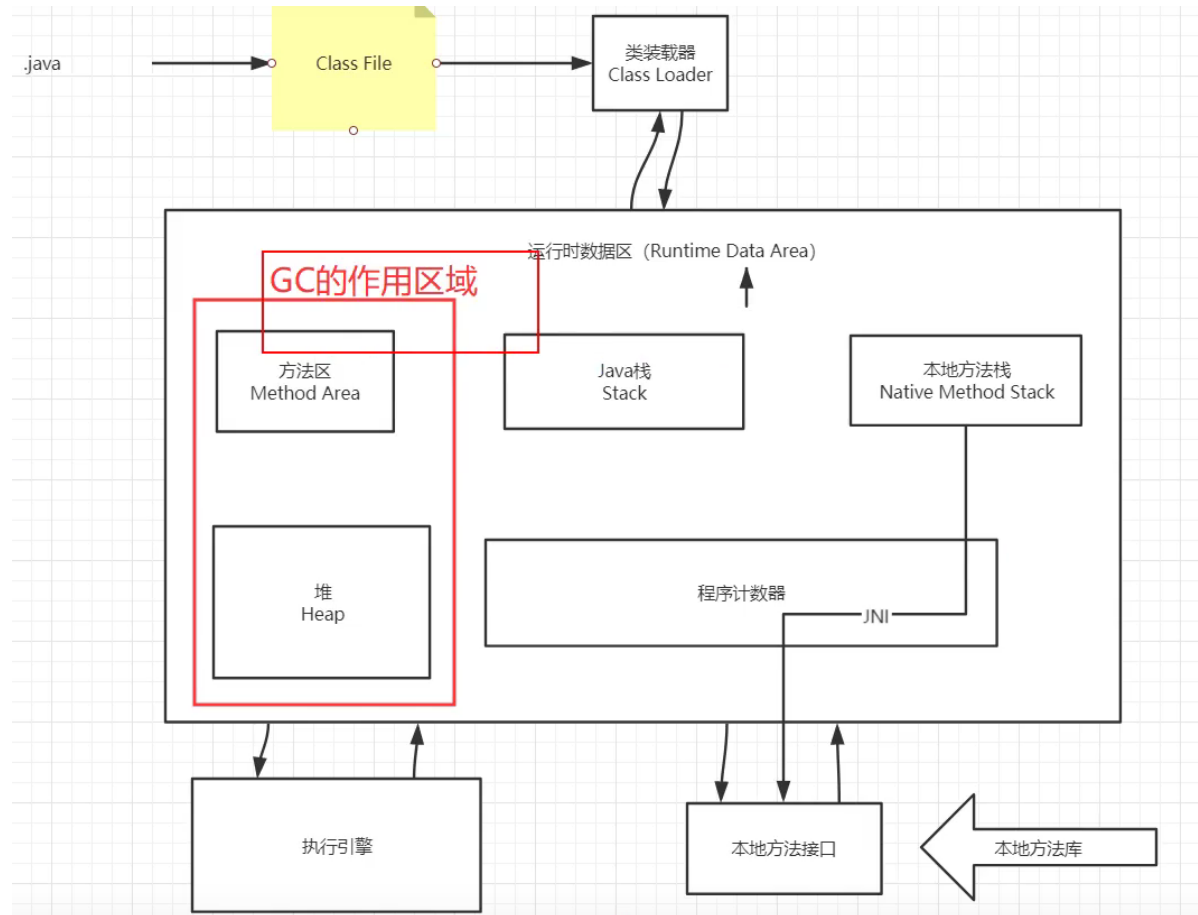 .java
Class File
类装载器
Class Loader
运行时数据区（Runtime Data Area）
GC的作用区域
方法区
Method Area
Java栈
Stack
本地方法栈
Native Method Stack
堆
Heap
程序计数器
JNI
执行引擎
本地方法接口
本地方法库